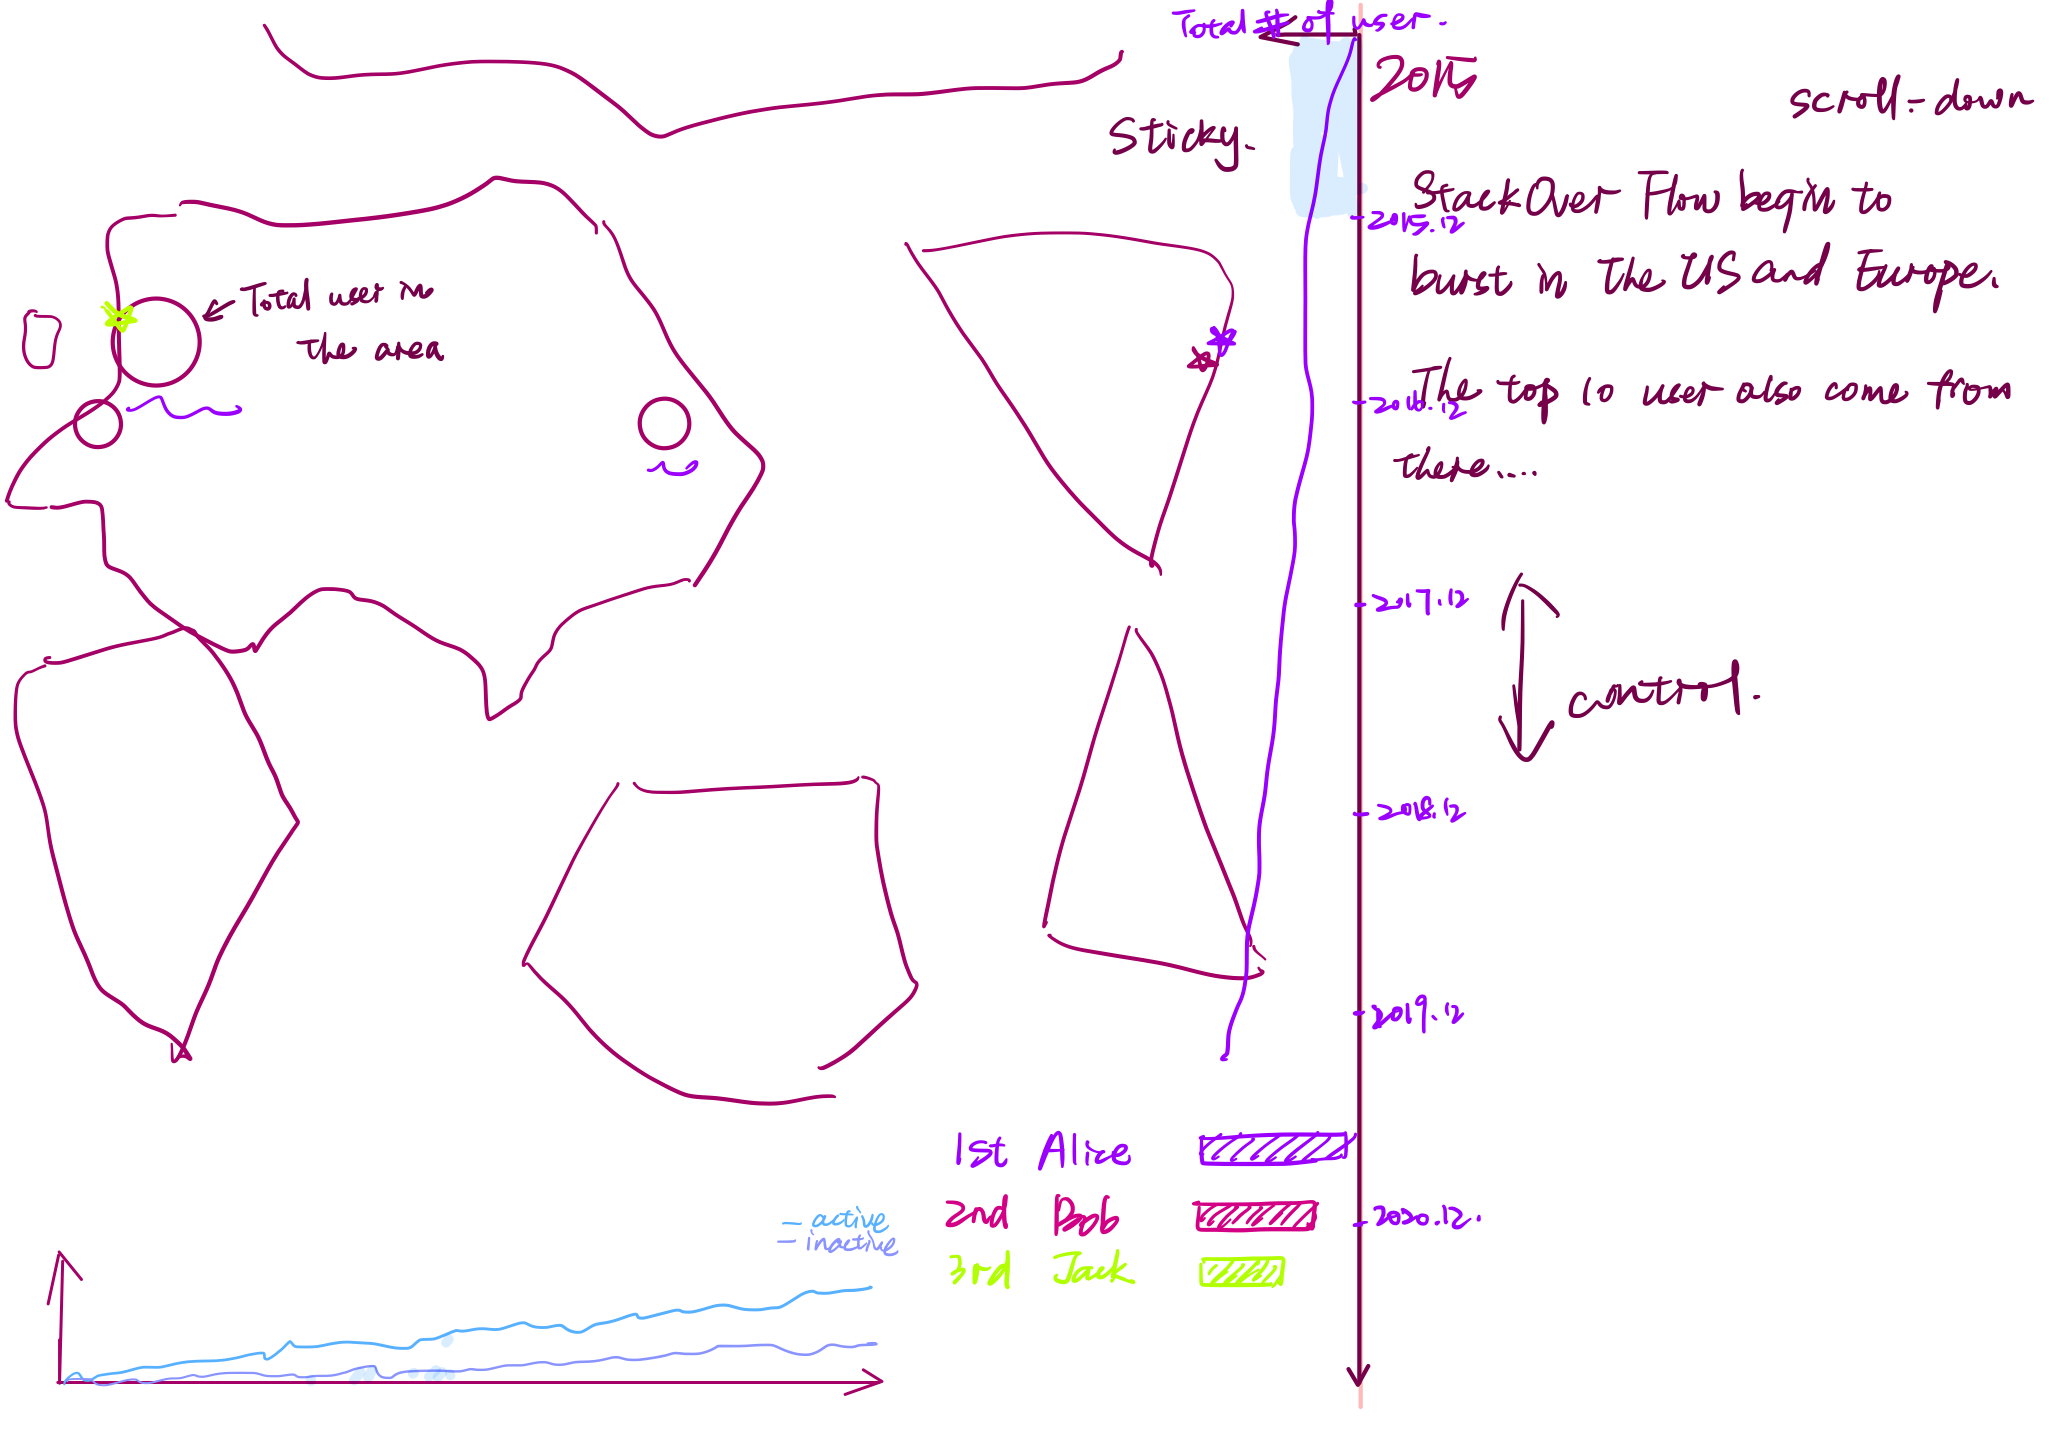 Total # of user.
2015
scroll-down
Sticky.
StackOver Flow begin to
2015.12
burst in the US and Europe.
Total user in
the area
The top 10 user also come from
2016.12
there....
2017.12
control.
2018.12
2019.12
1st Alice
2nd Bob
2020.12.
3rd Jack
- active
- inactive